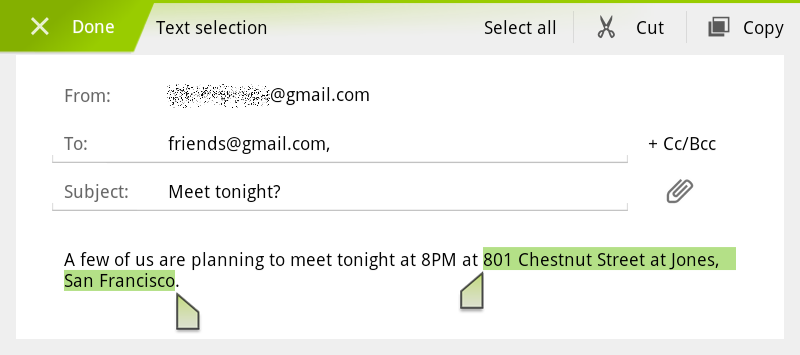 Done Text selection Select all Cut Copy
From: @gmail.com
To: friends@gmail.com, + Cc/Bcc
Subject: Meet tonight?
A few of us are planning to meet tonight at 8PM at 801 Chestnut Street at Jones,
San Francisco.